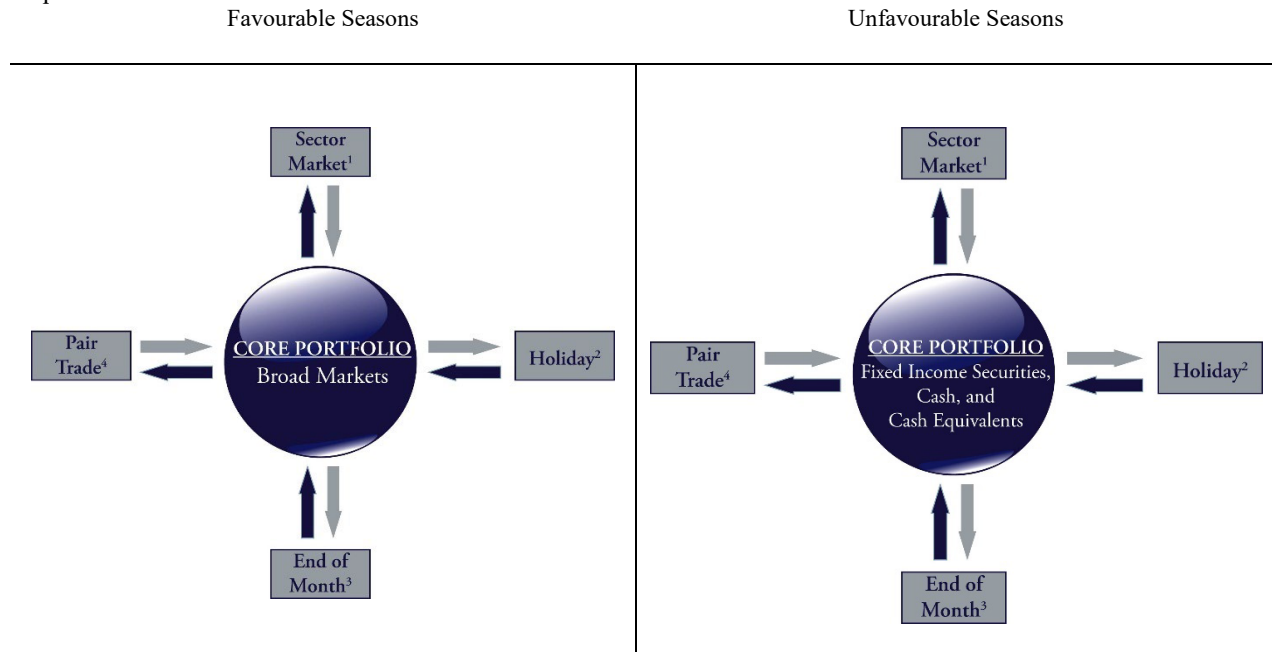 Favourable Seasons
Unfavourable Seasons
Sector
Market¹
Pair
Trade⁴
CORE PORTFOLIO
Broad Markets
Holiday²
End of
Month³
Sector
Market¹
Pair
Trade⁴
CORE PORTFOLIO
Fixed Income Securities,
Cash, and
Cash Equivalents
Holiday²
End of
Month³